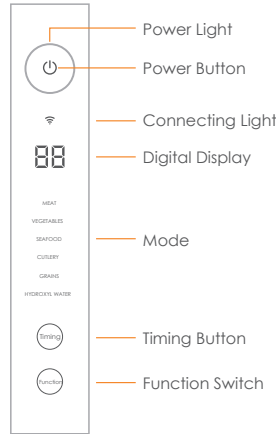 Power Light
Power Button
Connecting Light
88
Digital Display
MEAT
VEGETABLES
SEAFOOD
CUTLERY
GRAINS
HYDROXYL WATER
Mode
Timing
Timing Button
Function
Function Switch